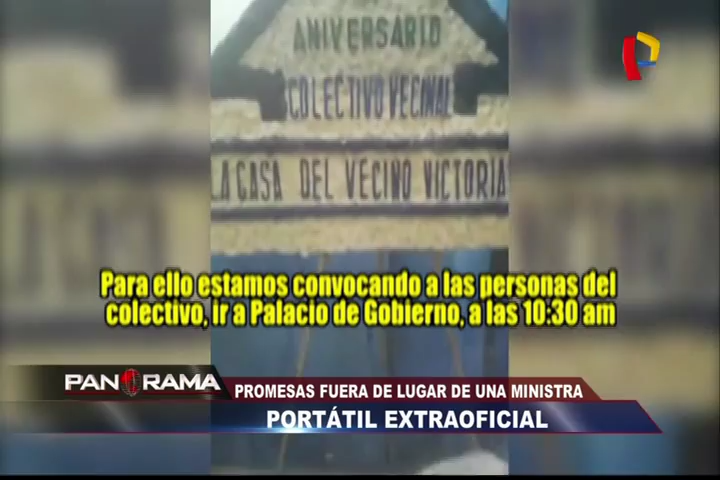 ANIVERSARIO
COLECTIVO VECINAL
LA CASA DEL VECINO VICTORIA
Para ello estamos convocando a las personas del
colectivo, ir a Palacio de Gobierno, a las 10:30 am
PANORAMA
PROMESAS FUERA DE LUGAR DE UNA MINISTRA
PORTÁTIL EXTRAOFICIAL